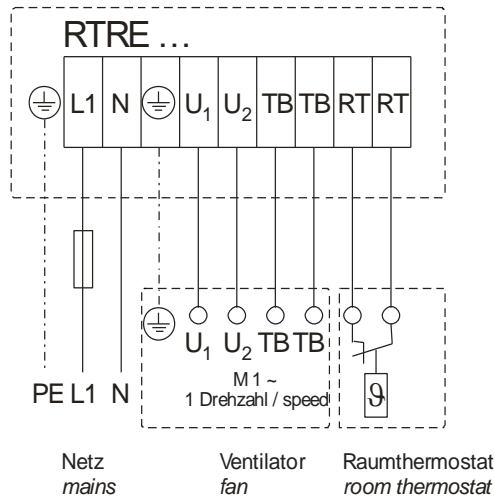 RTRE ...
L1 N U1 U2 TB TB RT RT
U1 U2 TB TB
M 1 ~
1 Drehzahl / speed
ϑ
PE L1 N
Netz Ventilator Raumthermostat
mains fan room thermostat